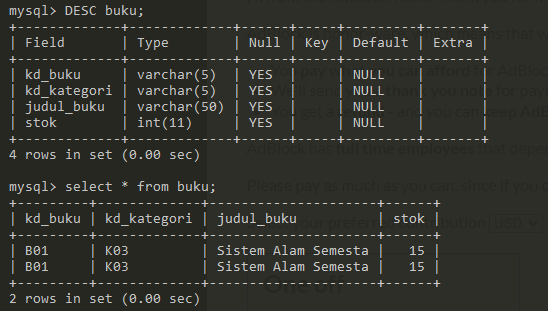 mysql> DESC buku;
+-------------+-------------+------+-----+---------+-------+
| Field       | Type        | Null | Key | Default | Extra |
+-------------+-------------+------+-----+---------+-------+
| kd_buku     | varchar(5)  | YES  |     | NULL    |       |
| kd_kategori | varchar(5)  | YES  |     | NULL    |       |
| judul_buku  | varchar(50) | YES  |     | NULL    |       |
| stok        | int(11)     | YES  |     | NULL    |       |
+-------------+-------------+------+-----+---------+-------+
4 rows in set (0.00 sec)
mysql> select * from buku;
+---------+-------------+----------------------+------+
| kd_buku | kd_kategori | judul_buku           | stok |
+---------+-------------+----------------------+------+
| B01     | K03         | Sistem Alam Semesta  |   15 |
| B01     | K03         | Sistem Alam Semesta  |   15 |
+---------+-------------+----------------------+------+
2 rows in set (0.00 sec)